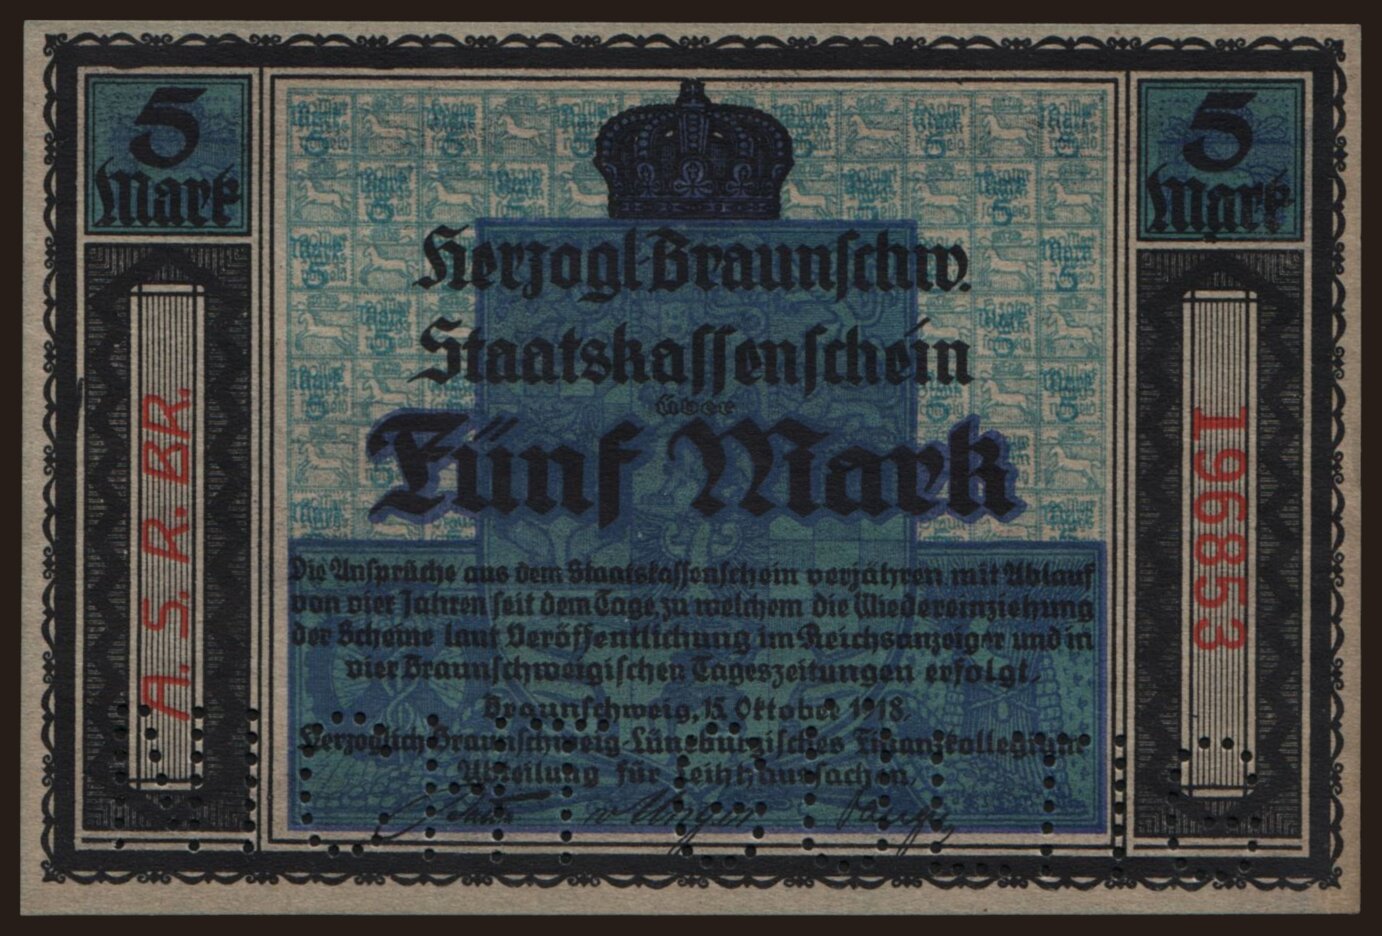 5
Mark
5
Mark
Herzogl. Braunschw.
Staatskassenschein
über
Fünf Mark
Die Ansprüche aus dem Staatskassenschein verjähren mit Ablauf
von vier Jahren seit dem Tage, zu welchem die Wiedereinziehung
der Scheine laut Veröffentlichung im Reichsanzeiger und in
vier Braunschweigischen Tageszeitungen erfolgt.
Braunschweig, 15. Oktober 1918.
Herzoglich Braunschweig-Lüneburgisches Finanzkollegium
Abteilung für Leihhaussachen.
A. S. R. BR.
196853